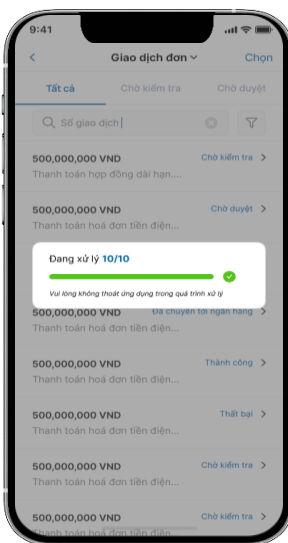 9:41
Giao dịch đơn
Chọn
Tất cả
Chờ kiểm tra
Chờ duyệt
Số giao dịch
500,000,000 VND
Chờ kiểm tra
Thanh toán hợp đồng dài hạn....
500,000,000 VND
Chờ duyệt
Thanh toán hoá đơn tiền điện...
Đang xử lý 10/10
Vui lòng không thoát ứng dụng trong quá trình xử lý
500,000,000 VND
Đã chuyển tới ngân hàng
Thanh toán hoá đơn tiền điện...
500,000,000 VND
Thành công
Thanh toán hoá đơn tiền điện...
500,000,000 VND
Thất bại
Thanh toán hoá đơn tiền điện...
500,000,000 VND
Chờ kiểm tra
Thanh toán hoá đơn tiền điện...
500,000,000 VND
Chờ kiểm tra
Thanh toán hoá đơn tiền điện...